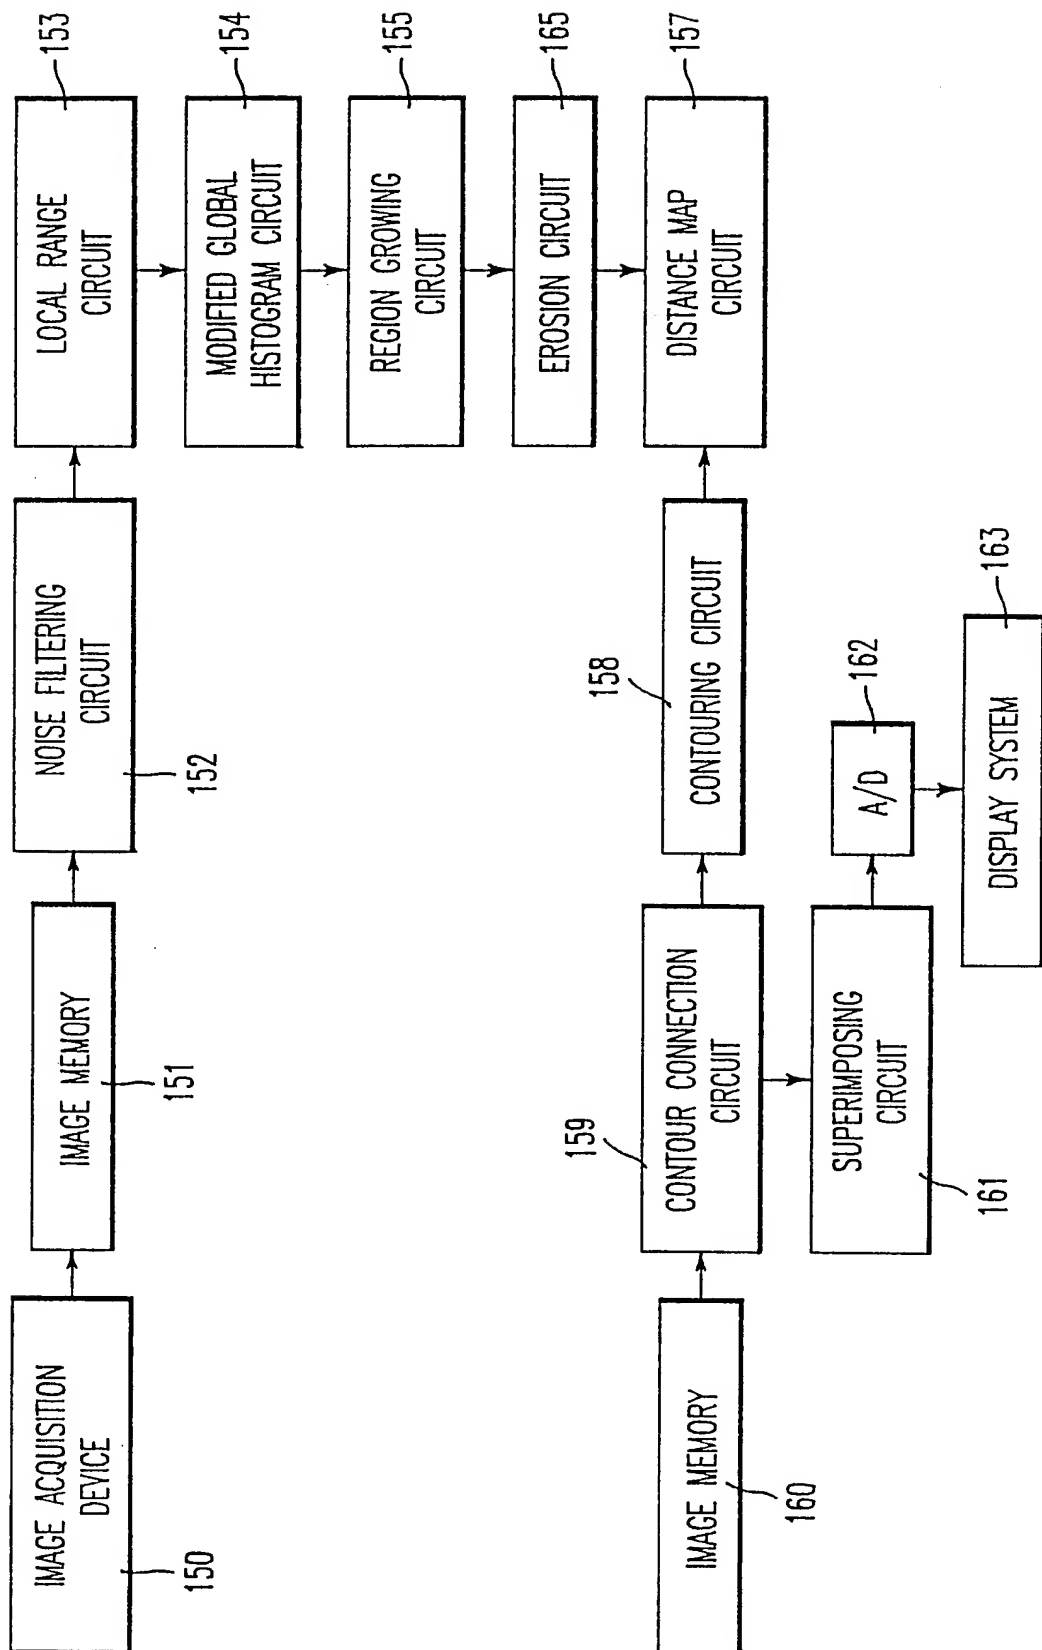 IMAGE ACQUISITION
DEVICE
150
IMAGE MEMORY
151
NOISE FILTERING
CIRCUIT
152
LOCAL RANGE
CIRCUIT
153
MODIFIED GLOBAL
HISTOGRAM CIRCUIT
154
REGION GROWING
CIRCUIT
155
EROSION CIRCUIT
165
DISTANCE MAP
CIRCUIT
157
CONTOURING CIRCUIT
158
CONTOUR CONNECTION
CIRCUIT
159
IMAGE MEMORY
160
SUPERIMPOSING
CIRCUIT
161
A/D
162
DISPLAY SYSTEM
163